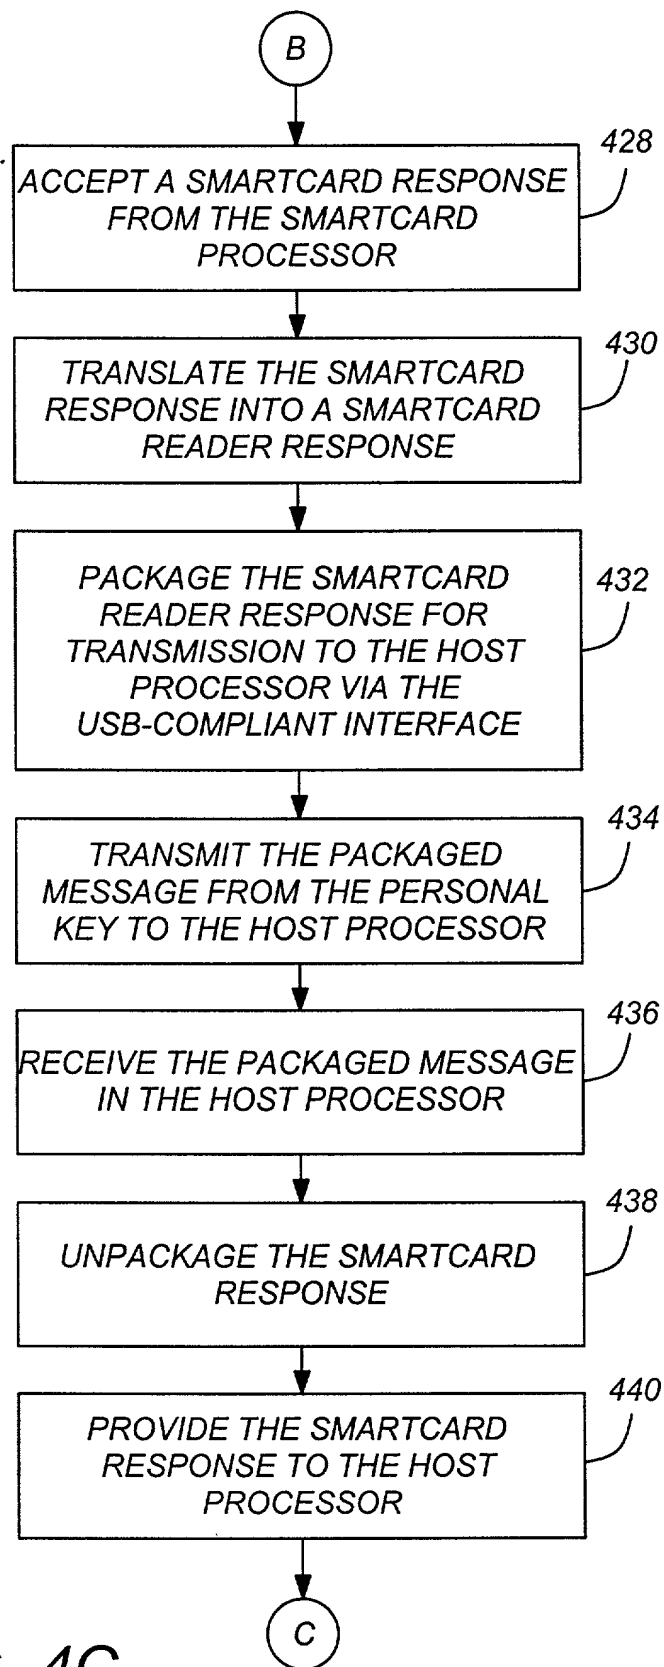 B
428
ACCEPT A SMARTCARD RESPONSE
FROM THE SMARTCARD
PROCESSOR
430
TRANSLATE THE SMARTCARD
RESPONSE INTO A SMARTCARD
READER RESPONSE
432
PACKAGE THE SMARTCARD
READER RESPONSE FOR
TRANSMISSION TO THE HOST
PROCESSOR VIA THE
USB-COMPLIANT INTERFACE
434
TRANSMIT THE PACKAGED
MESSAGE FROM THE PERSONAL
KEY TO THE HOST PROCESSOR
436
RECEIVE THE PACKAGED MESSAGE
IN THE HOST PROCESSOR
438
UNPACKAGE THE SMARTCARD
RESPONSE
440
PROVIDE THE SMARTCARD
RESPONSE TO THE HOST
PROCESSOR
C
4C